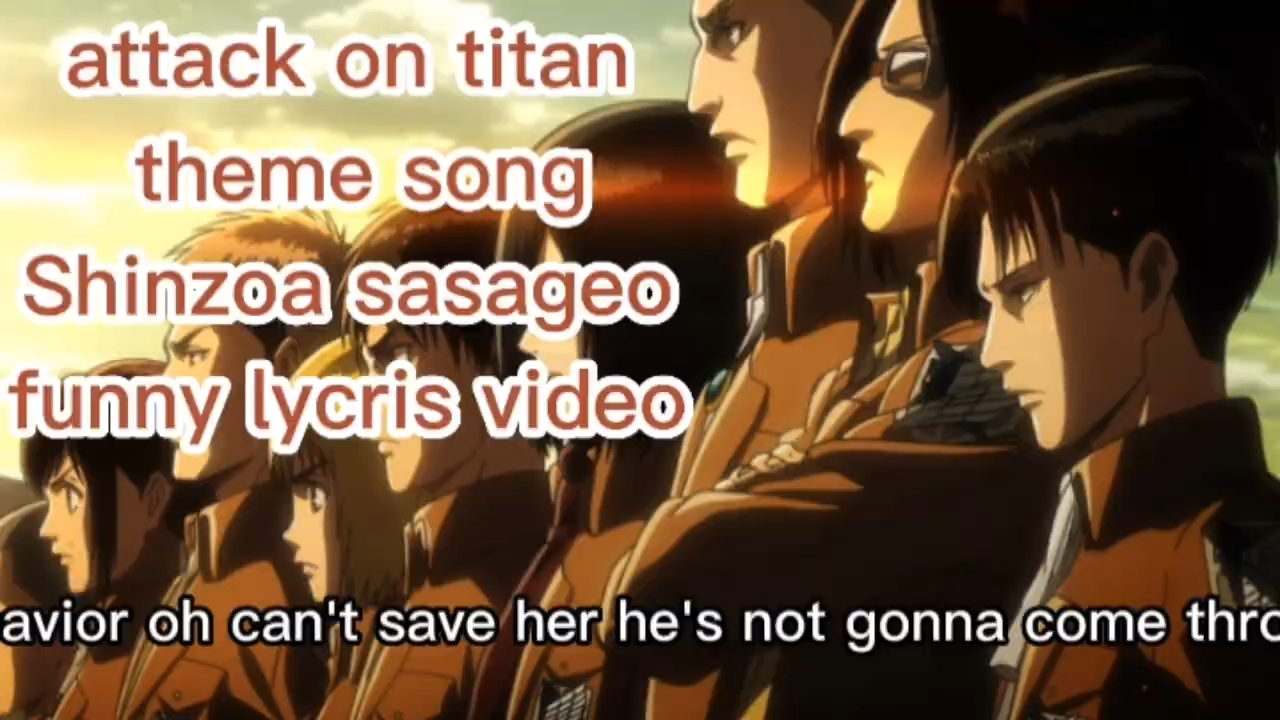 attack on titan
theme song
Shinzoa sasageo
funny lycris video
avior oh can't save her he's not gonna come thro